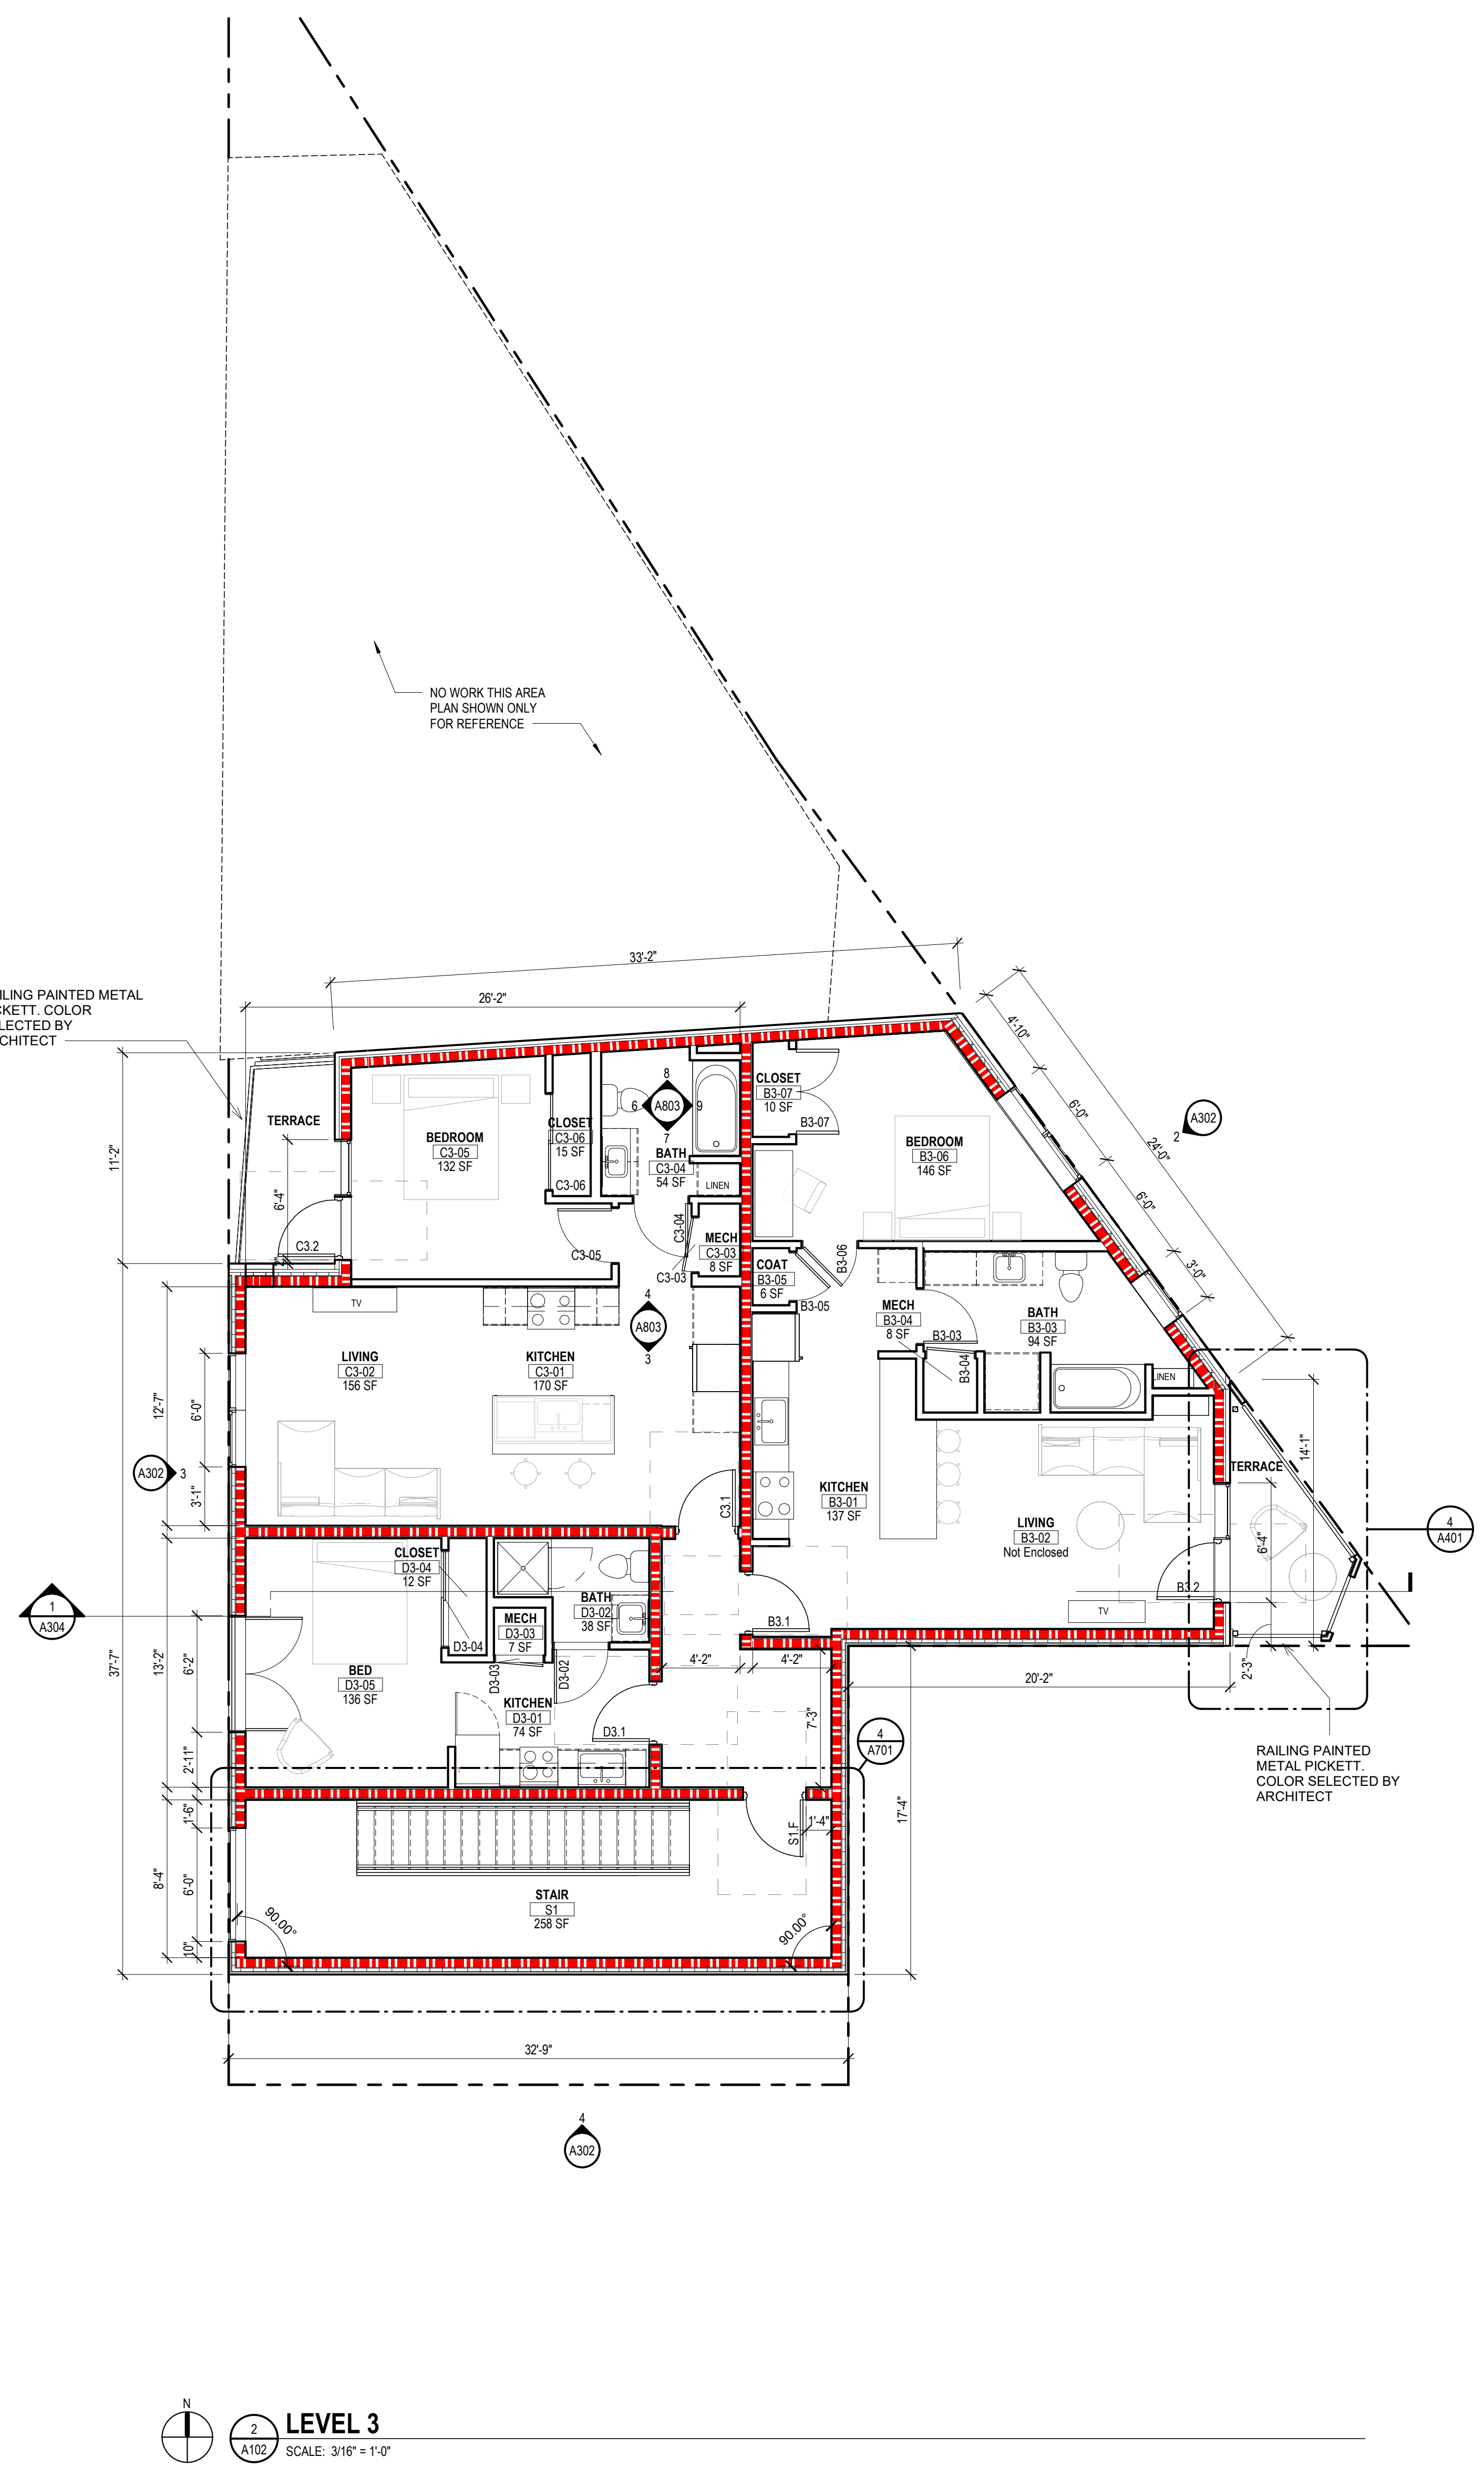 NO WORK THIS AREA
PLAN SHOWN ONLY
FOR REFERENCE
33'-2"
26'-2"
ILING PAINTED METAL
CKETT. COLOR
LECTED BY
CHITECT
4'-10"
6'-0"
24'-0"
6'-0"
3'-0"
A302
2
11'-2"
TERRACE
6'-4"
C3.2
2"
BEDROOM
C3-05
132 SF
CLOSET
C3-06
15 SF
C3-06
8
6
A803
9
7
BATH
C3-04
54 SF
LINEN
C3-04
C3-05
C3-03
MECH
C3-03
8 SF
CLOSET
B3-07
10 SF
B3-07
BEDROOM
B3-06
146 SF
B3-06
COAT
B3-05
6 SF
B3-05
MECH
B3-04
8 SF
B3-03
B3-04
BATH
B3-03
94 SF
LINEN
TV
4
A803
3
LIVING
C3-02
156 SF
KITCHEN
C3-01
170 SF
12'-7"
6'-0"
3'-1"
A302
3
C3.1
KITCHEN
B3-01
137 SF
LIVING
B3-02
Not Enclosed
TERRACE
14'-1"
6'-4"
B3.2
TV
4
A401
2'-3"
20'-2"
RAILING PAINTED
METAL PICKETT.
COLOR SELECTED BY
ARCHITECT
1
A304
37'-7"
13'-2"
6'-2"
2'-11"
CLOSET
D3-04
12 SF
D3-04
BATH
D3-02
38 SF
MECH
D3-03
7 SF
D3-03
D3-02
BED
D3-05
136 SF
KITCHEN
D3-01
74 SF
D3.1
B3.1
4'-2"
4'-2"
7'-3"
4
A701
17'-4"
1'-6"
8'-4"
6'-0"
10"
S1.F
1'-4"
STAIR
S1
258 SF
90.00°
90.00°
32'-9"
4
A302
N
2
A102
LEVEL 3
SCALE: 3/16" = 1'-0"